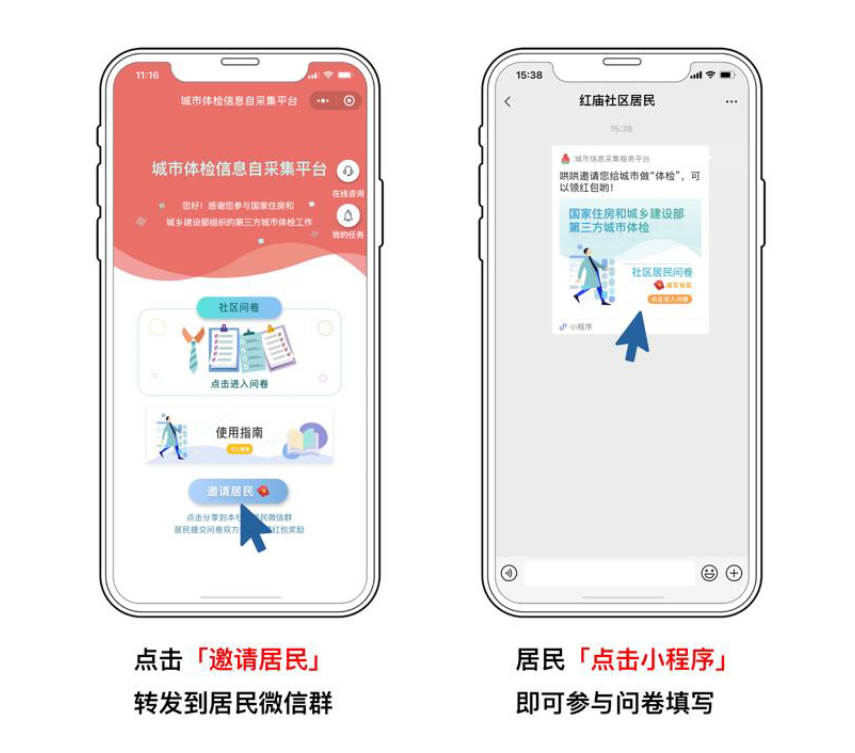 11:16
城市体检信息自采集平台
城市体检信息自采集平台
在线咨询
您好！感谢您参与国家住房和
城乡建设部组织的第三方城市体检工作
我的任务
社区问卷
点击进入问卷
使用指南
邀请居民
点击分享到本社 居民微信群
居民提交问卷双方 红包奖励
点击「邀请居民」
转发到居民微信群
15:38
红庙社区居民
15:38
城市信息采集服务平台
哄哄邀请您给城市做“体检”，可
以领红包哟！
国家住房和城乡建设部
第三方城市体检
社区居民问卷
点击进入问卷
小程序
居民「点击小程序」
即可参与问卷填写